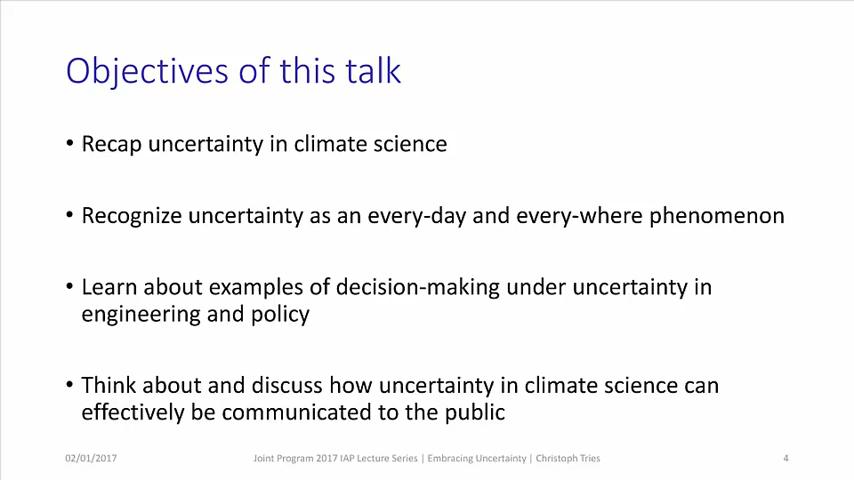 Objectives of this talk
• Recap uncertainty in climate science
• Recognize uncertainty as an every-day and every-where phenomenon
• Learn about examples of decision-making under uncertainty in
engineering and policy
• Think about and discuss how uncertainty in climate science can
effectively be communicated to the public
02/01/2017 Joint Program 2017 IAP Lecture Series | Embracing Uncertainty | Christoph Tries 4